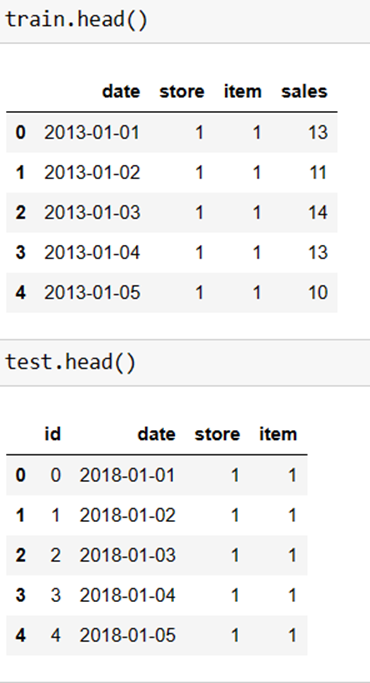 train.head()
date store item sales
0 2013-01-01 1 1 13
1 2013-01-02 1 1 11
2 2013-01-03 1 1 14
3 2013-01-04 1 1 13
4 2013-01-05 1 1 10
test.head()
id date store item
0 0 2018-01-01 1 1
1 1 2018-01-02 1 1
2 2 2018-01-03 1 1
3 3 2018-01-04 1 1
4 4 2018-01-05 1 1